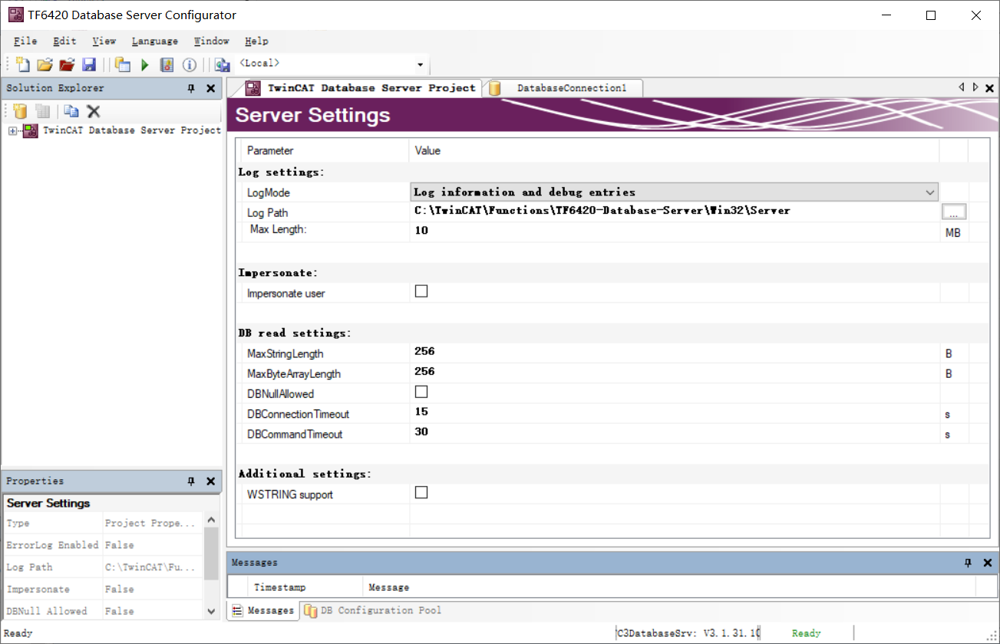 TF6420 Database Server Configurator
File Edit View Language Window Help
<Local>
Solution Explorer
TwinCAT Database Server Project
TwinCAT Database Server Project DatabaseConnection1
Server Settings
Parameter Value
Log settings:
LogMode Log information and debug entries
Log Path C:\TwinCAT\Functions\TF6420-Database-Server\Win32\Server ...
Max Length: 10 MB
Impersonate:
Impersonate user
DB read settings:
MaxStringLength 256 B
MaxByteArrayLength 256 B
DBNullAllowed
DBConnectionTimeout 15 s
DBCommandTimeout 30 s
Additional settings:
WSTRING support
Properties
Server Settings
Type Project Prope...
ErrorLog Enabled False
Log Path C:\TwinCAT\Fu...
Impersonate False
DBNull Allowed False
Messages
Timestamp Message
Messages DB Configuration Pool
Ready C3DatabaseSrv: V3.1.31.10 Ready